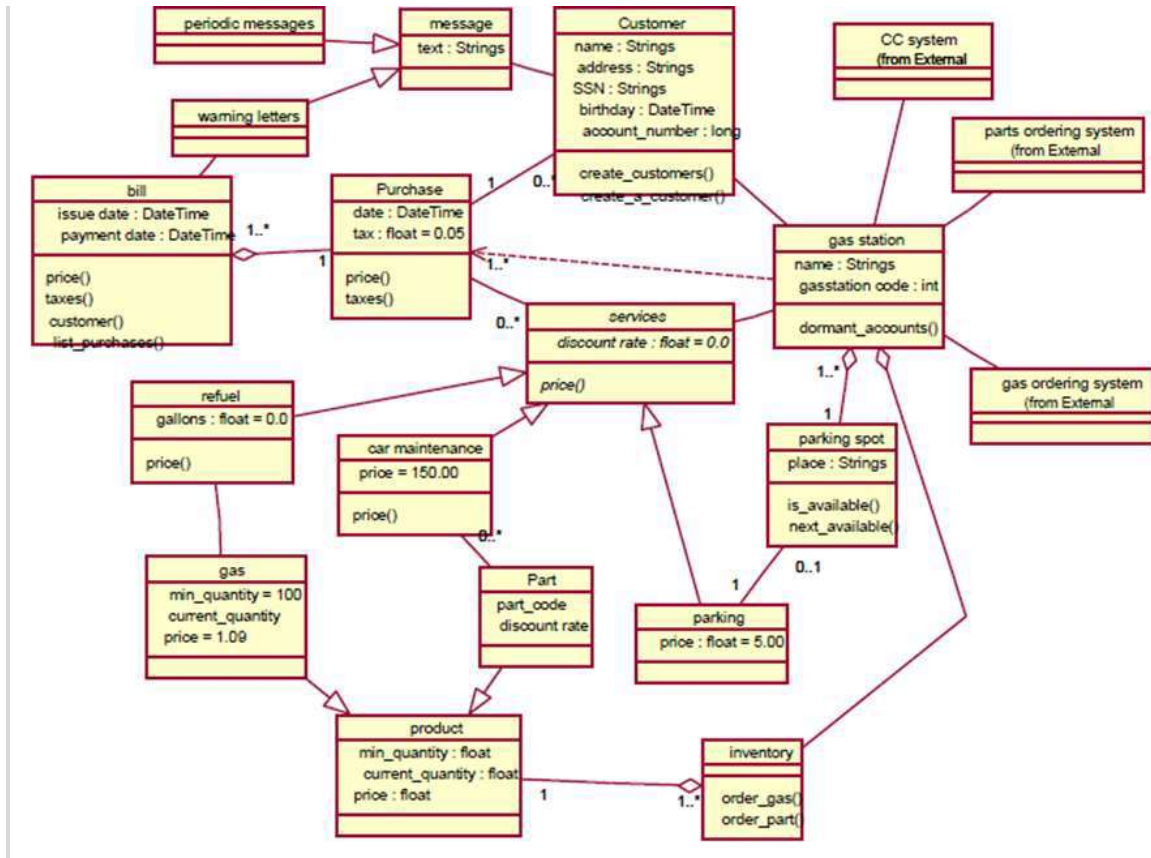 periodic messages
message
text : Strings
Customer
name : Strings
address : Strings
SSN : Strings
birthday : DateTime
account_number : long
create_customers()
create_a_customer()
CC system
(from External
parts ordering system
(from External
warning letters
bill
issue date : DateTime
payment date : DateTime
price()
taxes()
customer()
list_purchases()
1..*
1
Purchase
date : DateTime
tax : float = 0.05
price()
taxes()
1
0..*
1..*
0..*
gas station
name : Strings
gasstation code : int
dormant_accounts()
services
discount rate : float = 0.0
price()
1..*
1
gas ordering system
(from External
refuel
gallons : float = 0.0
price()
car maintenance
price = 150.00
price()
0..*
parking spot
place : Strings
is_available()
next_available()
0..1
1
gas
min_quantity = 100
current_quantity
price = 1.09
Part
part_code
discount rate
parking
price : float = 5.00
product
min_quantity : float
current_quantity : float
price : float
1
1..*
inventory
order_gas()
order_part()